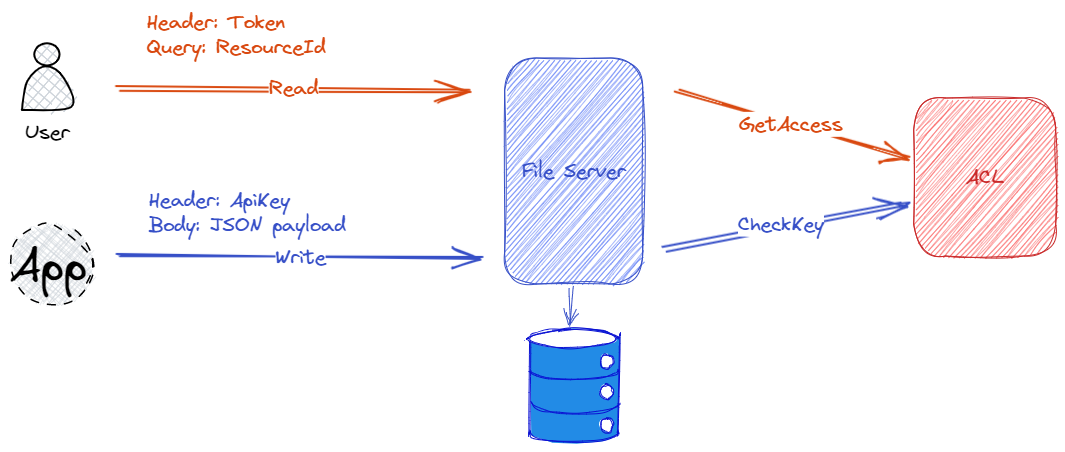 Header: Token
Query: ResourceId
Read
User
GetAccess
File Server
ACL
Header: ApiKey
Body: JSON payload
Write
CheckKey
App